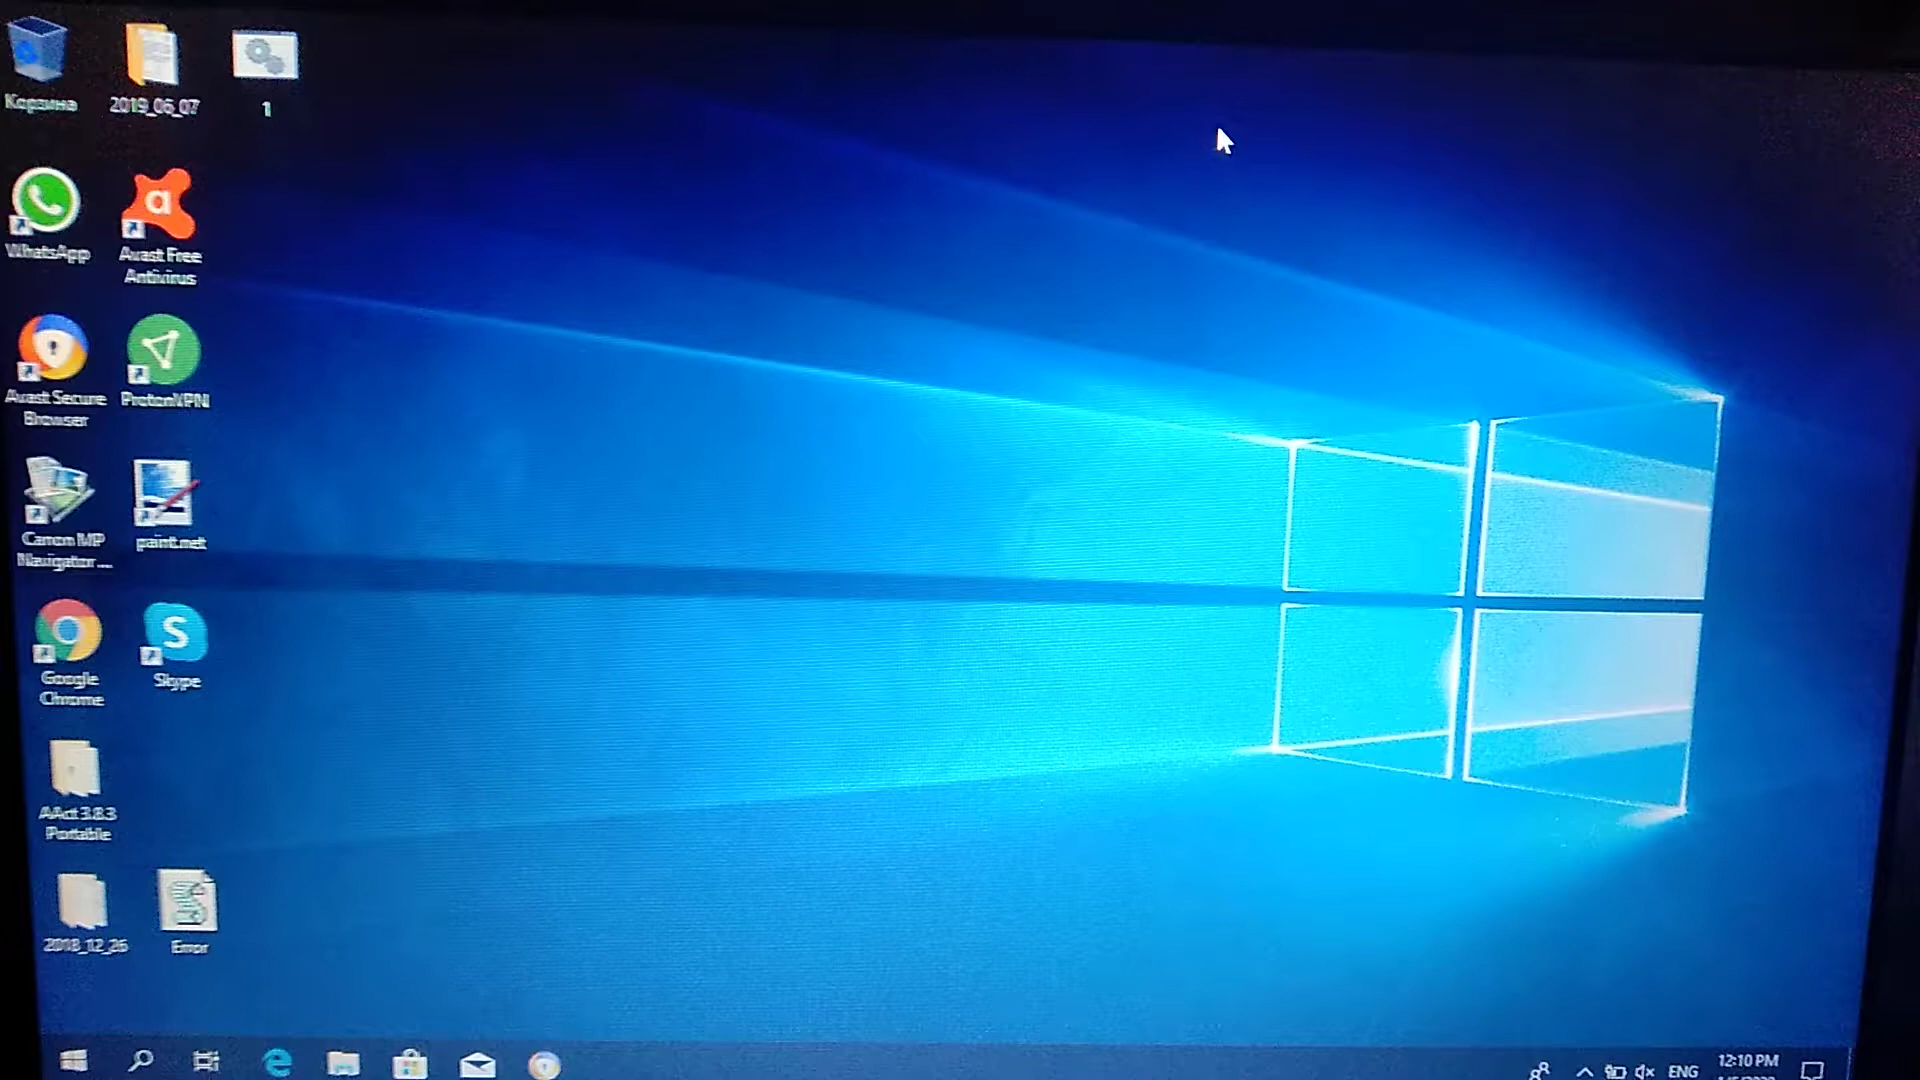 Корзина
2019_06_07
1
WhatsApp
Avast Free
Antivirus
Avast Secure
Browser
ProtonVPN
Canon MP
Navigator ...
paint.net
Google
Chrome
Skype
AAct 3.8.3
Portable
2018_12_26
Error
ENG
12:10 PM